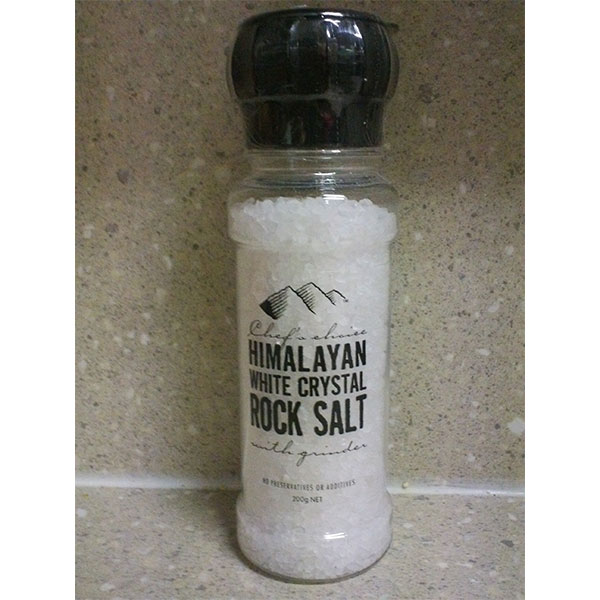 Chef's choice
HIMALAYAN
WHITE CRYSTAL
ROCK SALT
with grinder
NO PRESERVATIVES OR ADDITIVES
200g NET